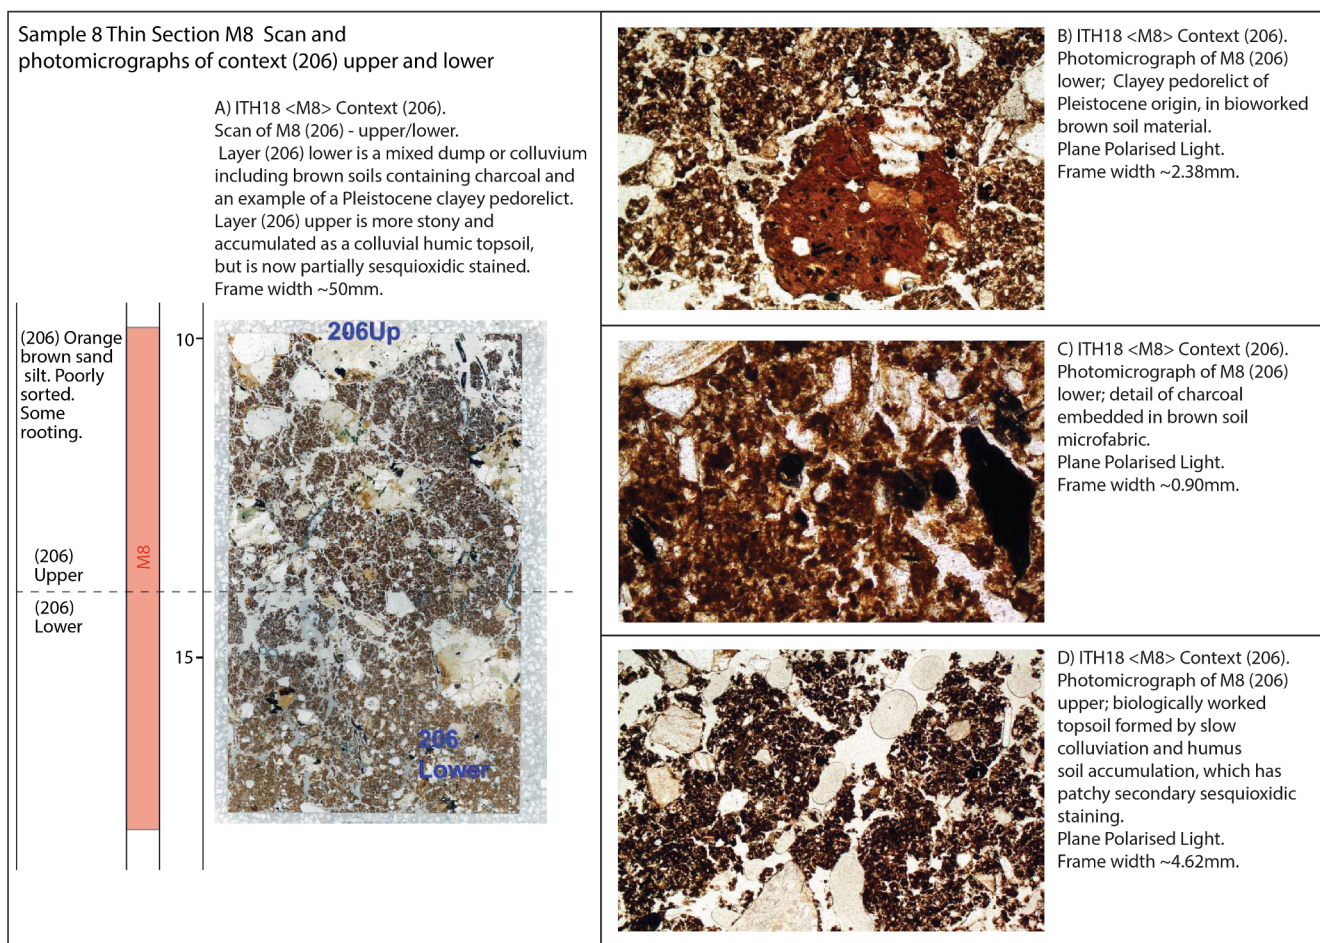 Sample 8 Thin Section M8  Scan and
photomicrographs of context (206) upper and lower
A) ITH18 <M8> Context (206).
Scan of M8 (206) - upper/lower.
Layer (206) lower is a mixed dump or colluvium
including brown soils containing charcoal and
an example of a Pleistocene clayey pedorelict.
Layer (206) upper is more stony and
accumulated as a colluvial humic topsoil,
but is now partially sesquioxidic stained.
Frame width ~50mm.
(206) Orange
brown sand
silt. Poorly
sorted.
Some
rooting.
(206)
Upper
(206)
Lower
M8
10
15
206Up
206
Lower
B) ITH18 <M8> Context (206).
Photomicrograph of M8 (206)
lower;  Clayey pedorelict of
Pleistocene origin, in bioworked
brown soil material.
Plane Polarised Light.
Frame width ~2.38mm.
C) ITH18 <M8> Context (206).
Photomicrograph of M8 (206)
lower; detail of charcoal
embedded in brown soil
microfabric.
Plane Polarised Light.
Frame width ~0.90mm.
D) ITH18 <M8> Context (206).
Photomicrograph of M8 (206)
upper; biologically worked
topsoil formed by slow
colluviation and humus
soil accumulation, which has
patchy secondary sesquioxidic
staining.
Plane Polarised Light.
Frame width ~4.62mm.